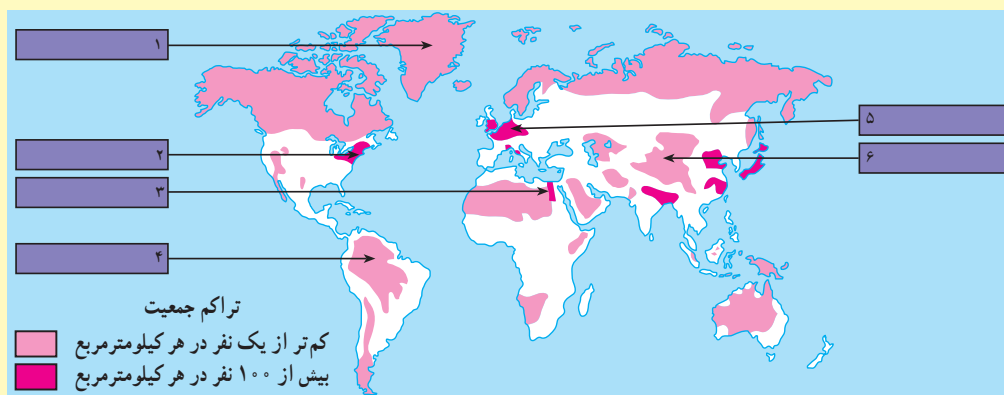 ۱
۲
۳
۴
۵
۶
تراکم جمعیت
کم‌تر از یک نفر در هر کیلومترمربع
بیش از ۱۰۰ نفر در هر کیلومترمربع